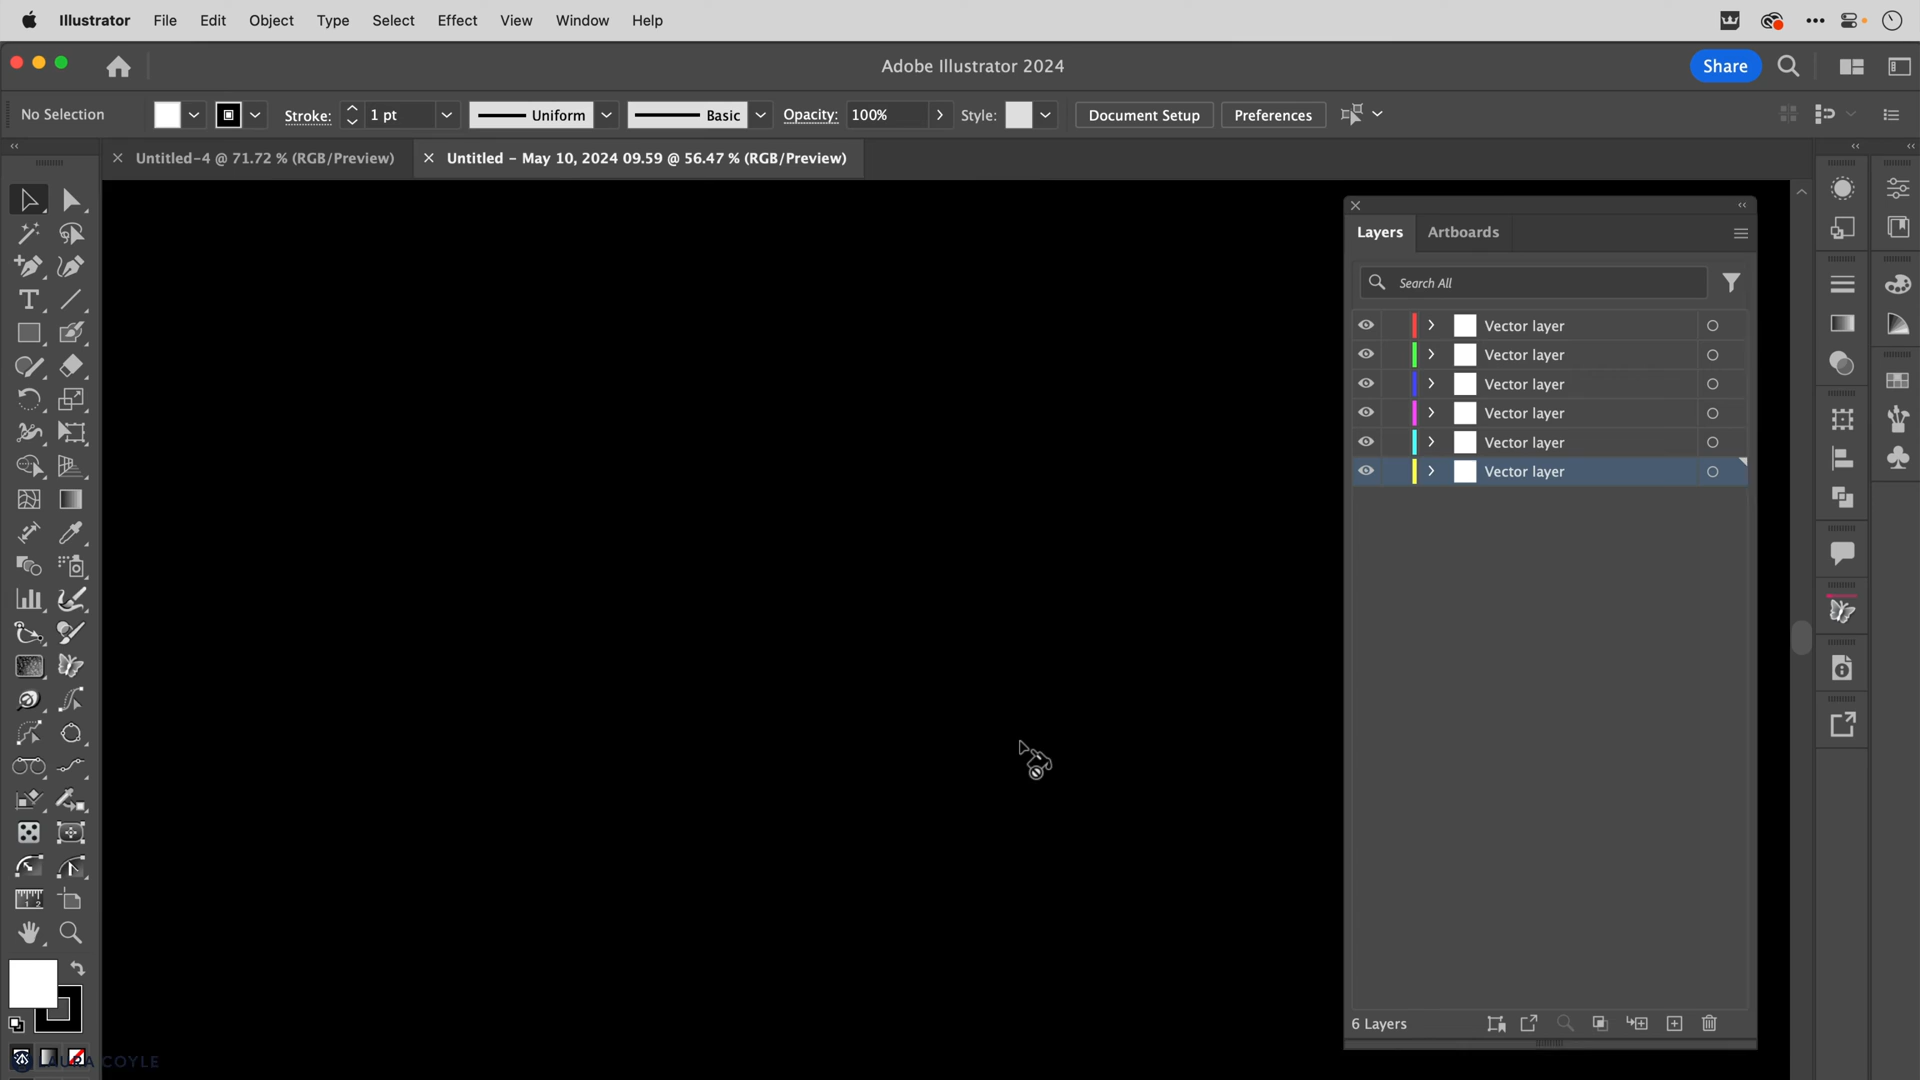 Illustrator File Edit Object Type Select Effect View Window Help
Adobe Illustrator 2024
Share
No Selection Stroke: 1 pt Uniform Basic Opacity: 100% Style: Document Setup Preferences
Untitled-4 @ 71.72 % (RGB/Preview) Untitled - May 10, 2024 09.59 @ 56.47 % (RGB/Preview)
Layers Artboards
Search All
Vector layer
Vector layer
Vector layer
Vector layer
Vector layer
Vector layer
6 Layers
LAURA COYLE